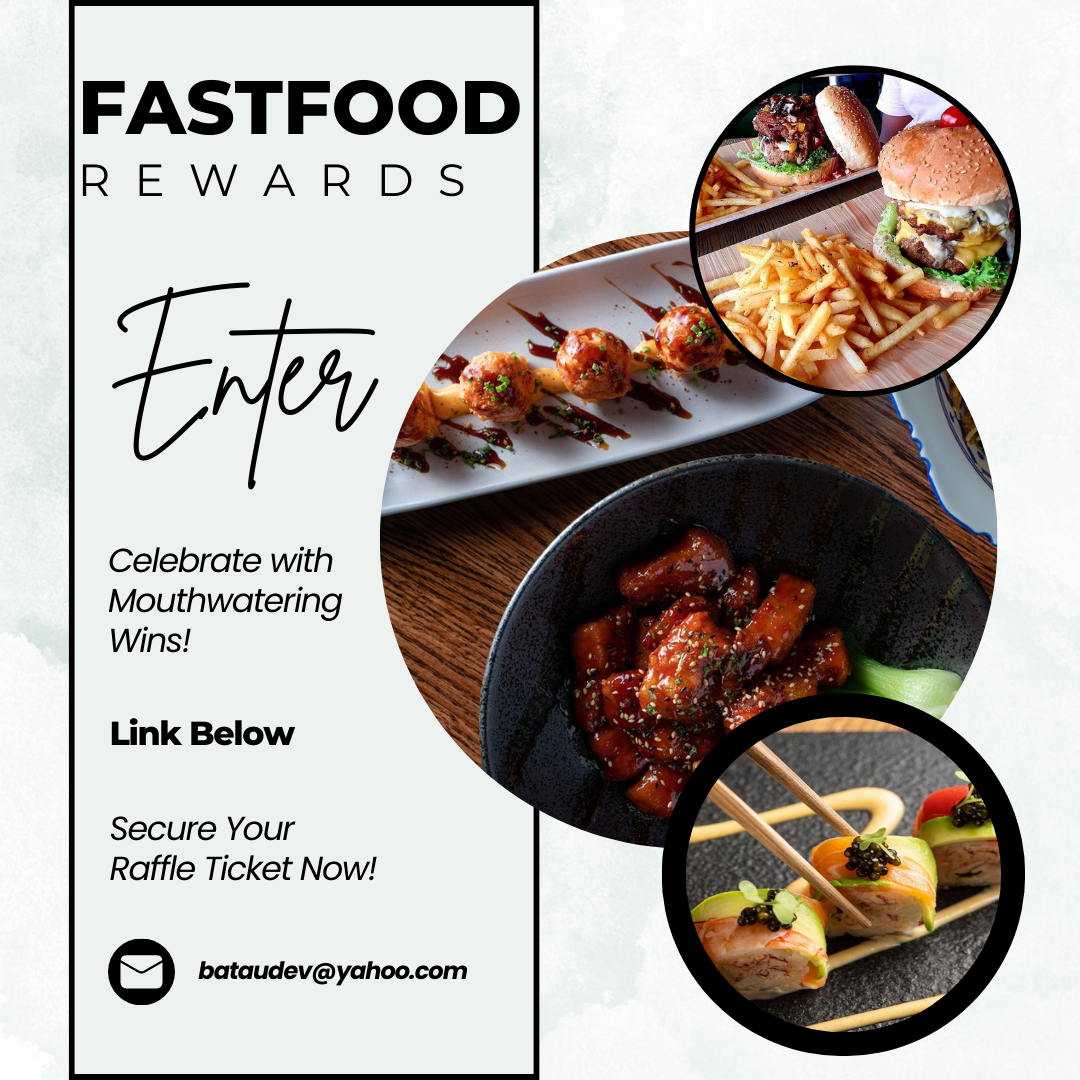 FASTFOOD
REWARDS
Enter
Celebrate with
Mouthwatering
Wins!
Link Below
Secure Your
Raffle Ticket Now!
bataudev@yahoo.com